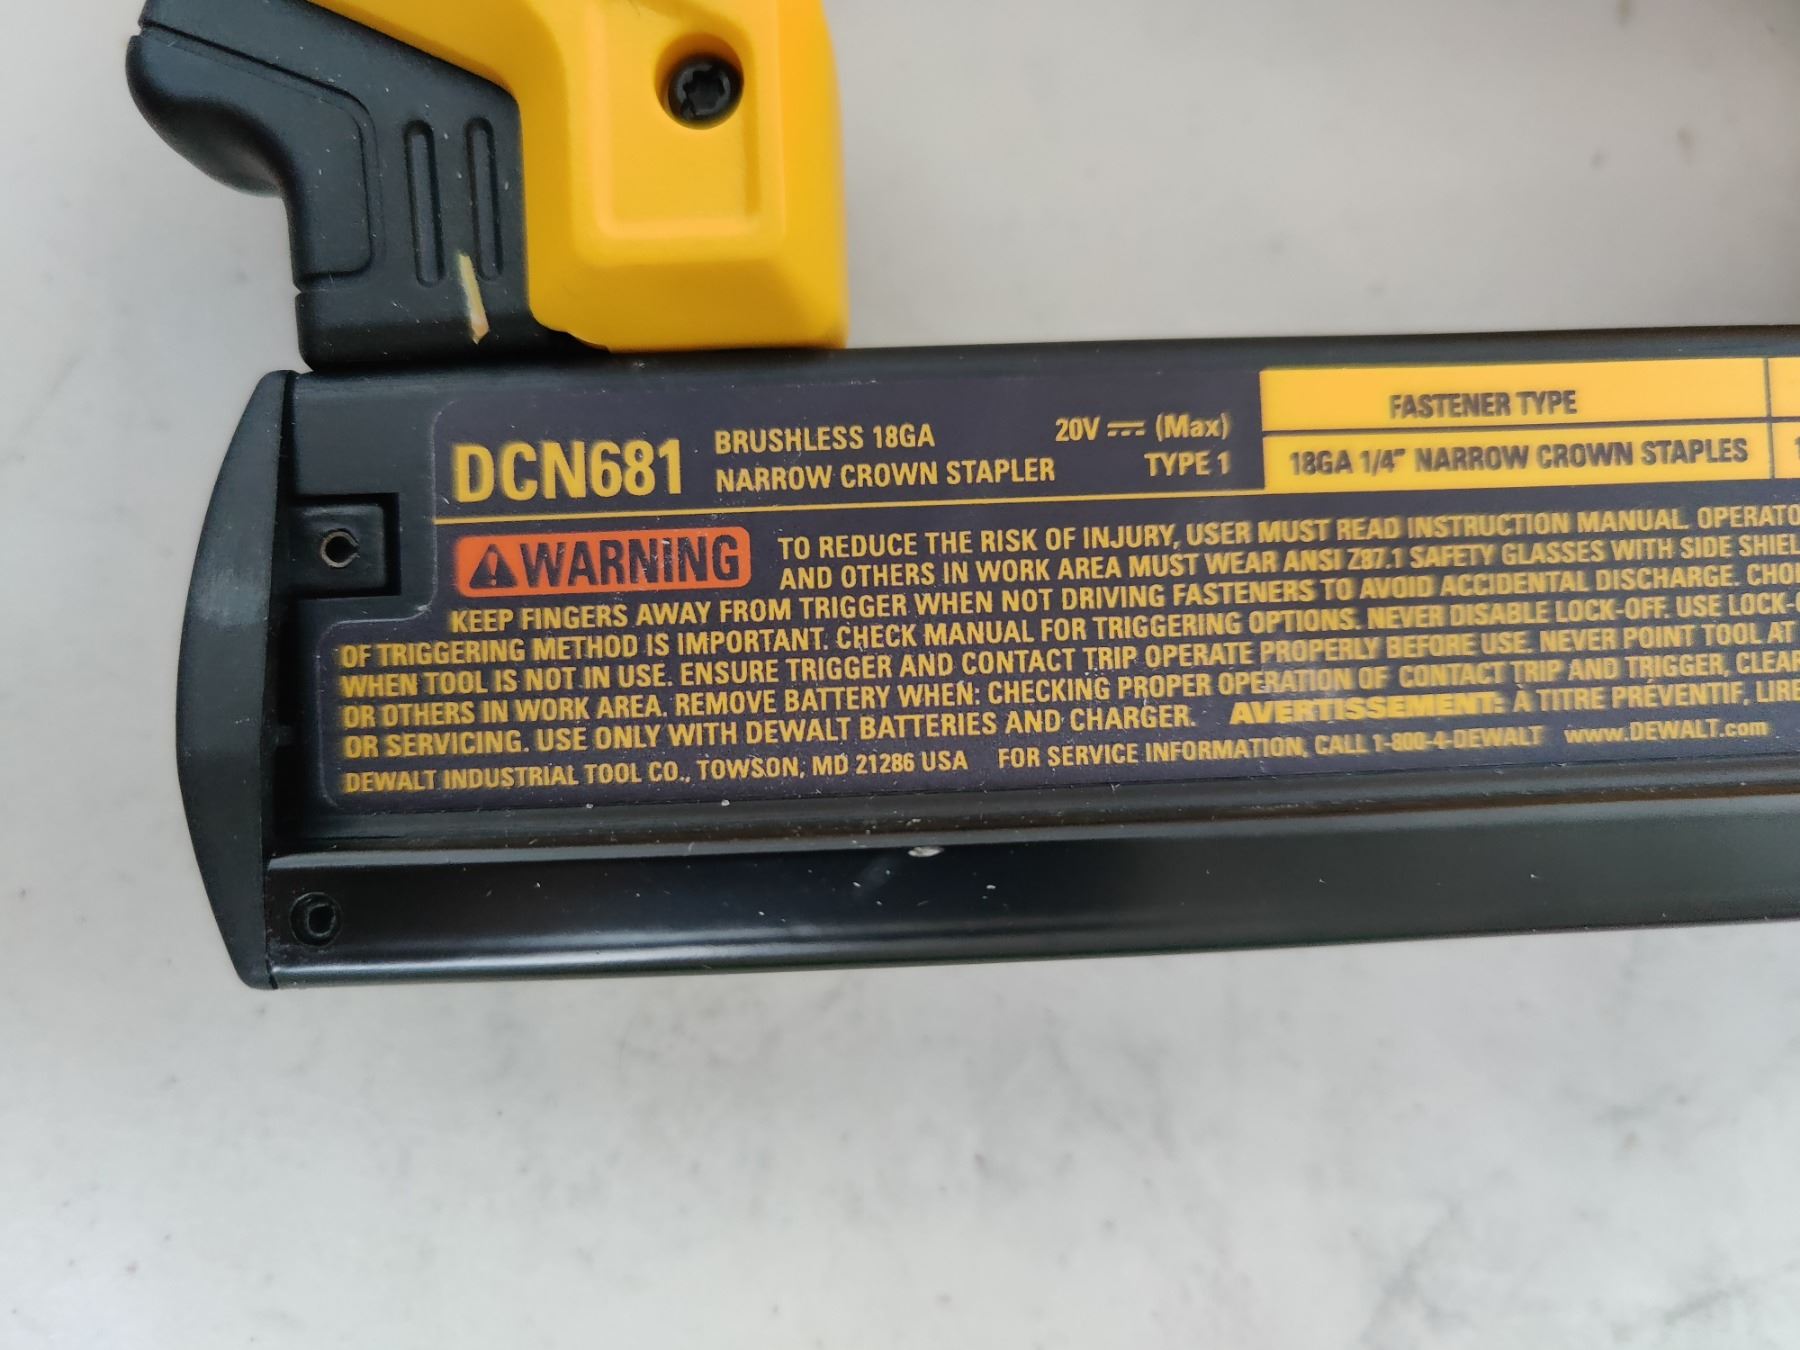 DCN681
BRUSHLESS 18GA
NARROW CROWN STAPLER
20V ⎓ (Max)
TYPE 1
FASTENER TYPE
18GA 1/4" NARROW CROWN STAPLES
WARNING
TO REDUCE THE RISK OF INJURY, USER MUST READ INSTRUCTION MANUAL. OPERATO
AND OTHERS IN WORK AREA MUST WEAR ANSI Z87.1 SAFETY GLASSES WITH SIDE SHIEL
KEEP FINGERS AWAY FROM TRIGGER WHEN NOT DRIVING FASTENERS TO AVOID ACCIDENTAL DISCHARGE. CHOI
OF TRIGGERING METHOD IS IMPORTANT. CHECK MANUAL FOR TRIGGERING OPTIONS. NEVER DISABLE LOCK-OFF. USE LOCK-O
WHEN TOOL IS NOT IN USE. ENSURE TRIGGER AND CONTACT TRIP OPERATE PROPERLY BEFORE USE. NEVER POINT TOOL AT
OR OTHERS IN WORK AREA. REMOVE BATTERY WHEN: CHECKING PROPER OPERATION OF CONTACT TRIP AND TRIGGER, CLEAR
OR SERVICING. USE ONLY WITH DEWALT BATTERIES AND CHARGER. AVERTISSEMENT: À TITRE PRÉVENTIF, LIRE
DEWALT INDUSTRIAL TOOL CO., TOWSON, MD 21286 USA FOR SERVICE INFORMATION, CALL 1-800-4-DEWALT www.DEWALT.com